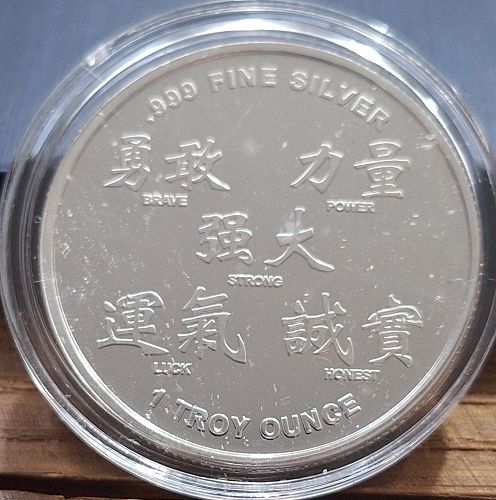 .999 FINE SILVER
勇敢 力量
BRAVE POWER
强大
STRONG
運氣 誠實
LUCK HONEST
1 TROY OUNCE